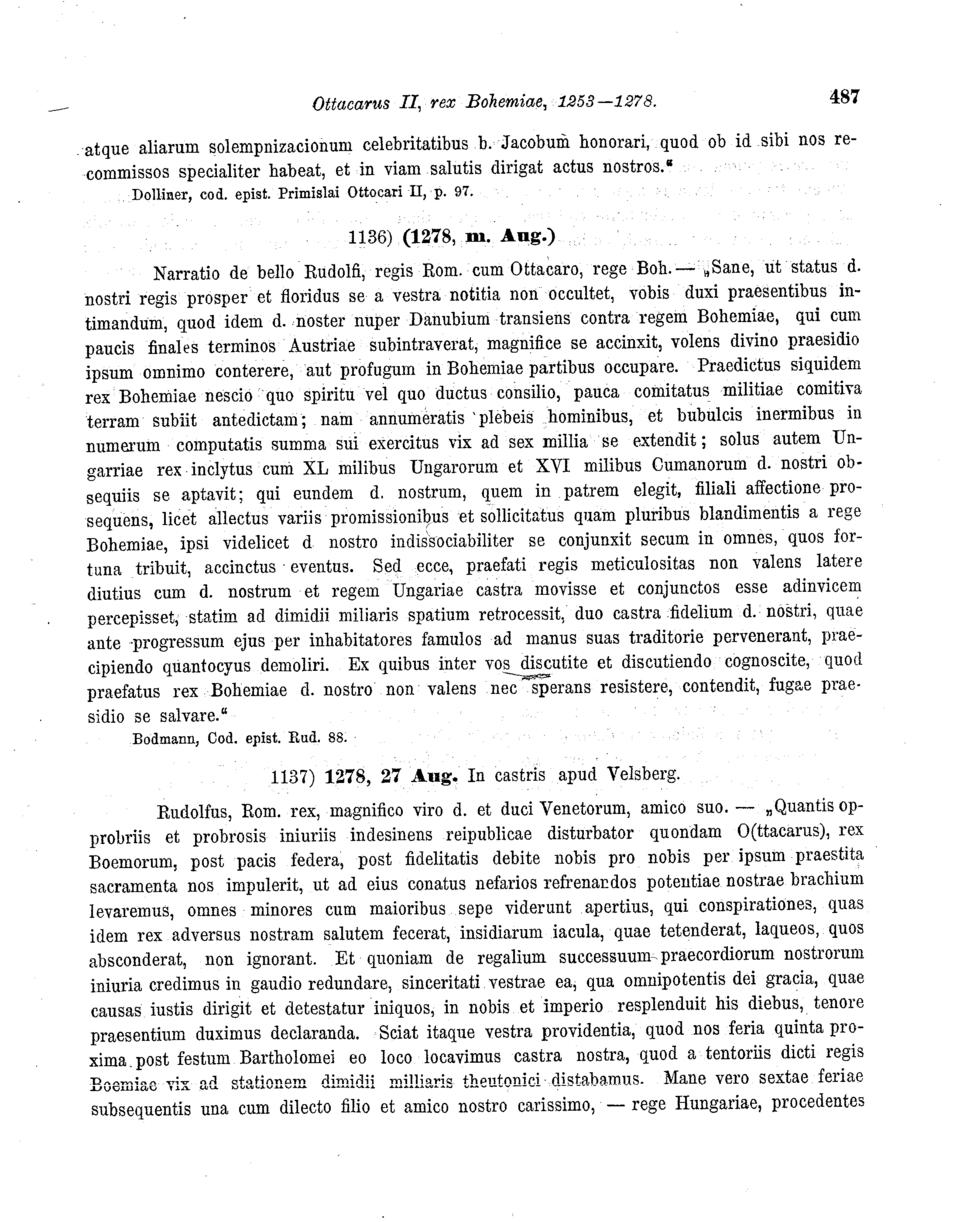 Ottacarus II, rex Bohemiae, 1253—1278. 487
atque aliarum solempnizacionum celebritatibus b. Jacobum honorari, quod ob id sibi nos re-
commissos specialiter habeat, et in viam salutis dirigat actus nostros.“
Dolliner, cod. epist. Primislai Ottocari II, p. 97.
1136) (1278, m. Aug.)
Narratio de bello Rudolfi, regis Rom. cum Ottacaro, rege Boh. — „Sane, ut status d.
nostri regis prosper et floridus se a vestra notitia non occultet, vobis duxi praesentibus in-
timandum, quod idem d. noster nuper Danubium transiens contra regem Bohemiae, qui cum
paucis finales terminos Austriae subintraverat, magnifice se accinxit, volens divino praesidio
ipsum omnimo conterere, aut profugum in Bohemiae partibus occupare. Praedictus siquidem
rex Bohemiae nescio quo spiritu vel quo ductus consilio, pauca comitatus militiae comitiva
terram subiit antedictam; nam annumeratis plebeis hominibus, et bubulcis inermibus in
numerum computatis summa sui exercitus vix ad sex millia se extendit; solus autem Un-
garriae rex inclytus cum XL milibus Ungarorum et XVI milibus Cumanorum d. nostri ob-
sequiis se aptavit; qui eundem d. nostrum, quem in patrem elegit, filiali affectione pro-
sequens, licet allectus variis promissionibus et sollicitatus quam pluribus blandimentis a rege
Bohemiae, ipsi videlicet d nostro indissociabiliter se conjunxit secum in omnes, quos for-
tuna tribuit, accinctus eventus. Sed ecce, praefati regis meticulositas non valens latere
diutius cum d. nostrum et regem Ungariae castra movisse et conjunctos esse adinvicem
percepisset, statim ad dimidii miliaris spatium retrocessit, duo castra fidelium d. nostri, quae
ante progressum ejus per inhabitatores famulos ad manus suas traditorie pervenerant, prae-
cipiendo quantocyus demoliri. Ex quibus inter vos discutite et discutiendo cognoscite, quod
praefatus rex Bohemiae d. nostro non valens nec sperans resistere, contendit, fugae prae-
sidio se salvare.“
Bodmann, Cod. epist. Rud. 88.
1137) 1278, 27 Aug. In castris apud Velsberg.
Rudolfus, Rom. rex, magnifico viro d. et duci Venetorum, amico suo. — „Quantis op-
probriis et probrosis iniuriis indesinens reipublicae disturbator quondam O(ttacarus), rex
Boemorum, post pacis federa, post fidelitatis debite nobis pro nobis per ipsum praestita
sacramenta nos impulerit, ut ad eius conatus nefarios refrenandos potentiae nostrae brachium
levaremus, omnes minores cum maioribus sepe viderunt apertius, qui conspirationes, quas
idem rex adversus nostram salutem fecerat, insidiarum iacula, quae tetenderat, laqueos, quos
absconderat, non ignorant. Et quoniam de regalium successuum praecordiorum nostrorum
iniuria credimus in gaudio redundare, sinceritati vestrae ea, qua omnipotentis dei gracia, quae
causas iustis dirigit et detestatur iniquos, in nobis et imperio resplenduit his diebus, tenore
praesentium duximus declaranda. Sciat itaque vestra providentia, quod nos feria quinta pro-
xima post festum Bartholomei eo loco locavimus castra nostra, quod a tentoriis dicti regis
Boemiae vix ad stationem dimidii milliaris theutonici distabamus. Mane vero sextae feriae
subsequentis una cum dilecto filio et amico nostro carissimo, — rege Hungariae, procedentes